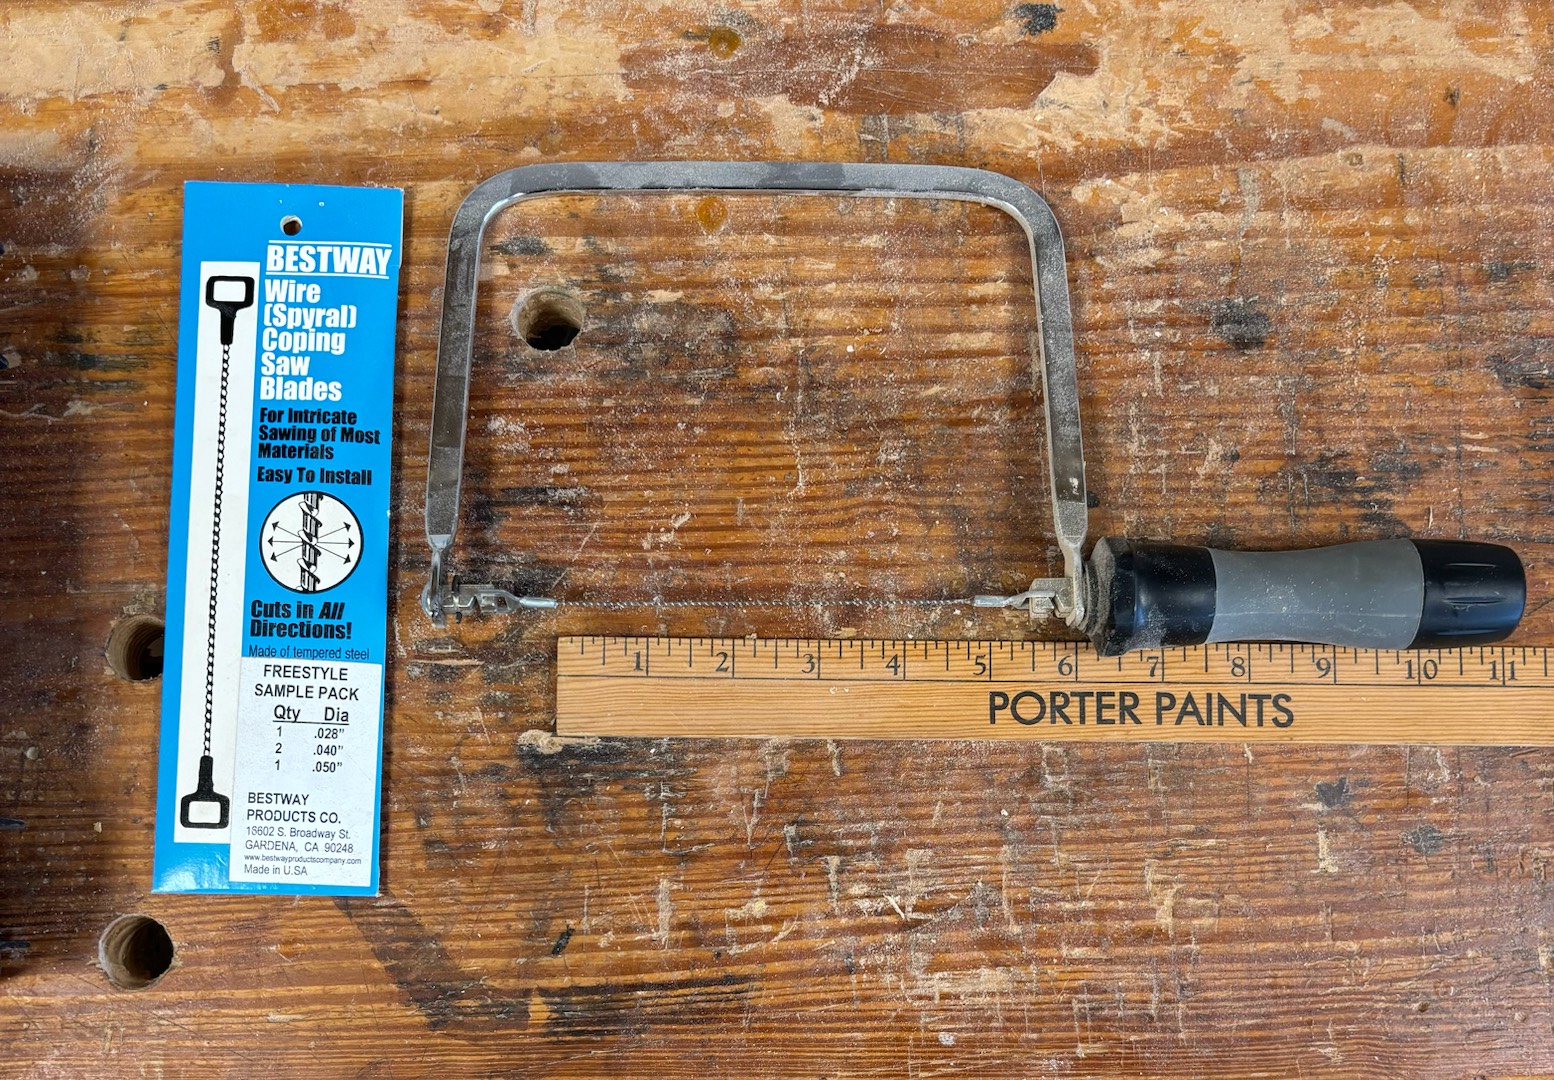 BESTWAY
Wire
(Spyral)
Coping
Saw
Blades
For Intricate
Sawing of Most
Materials
Easy To Install
Cuts in All
Directions!
Made of tempered steel
FREESTYLE
SAMPLE PACK
Qty Dia
1 .028"
2 .040"
1 .050"
BESTWAY
PRODUCTS CO.
18602 S. Broadway St.
GARDENA, CA 90248
www.bestwayproductscompany.com
Made in U.SA
1 2 3 4 5 6 7 8 9 10 11
PORTER PAINTS